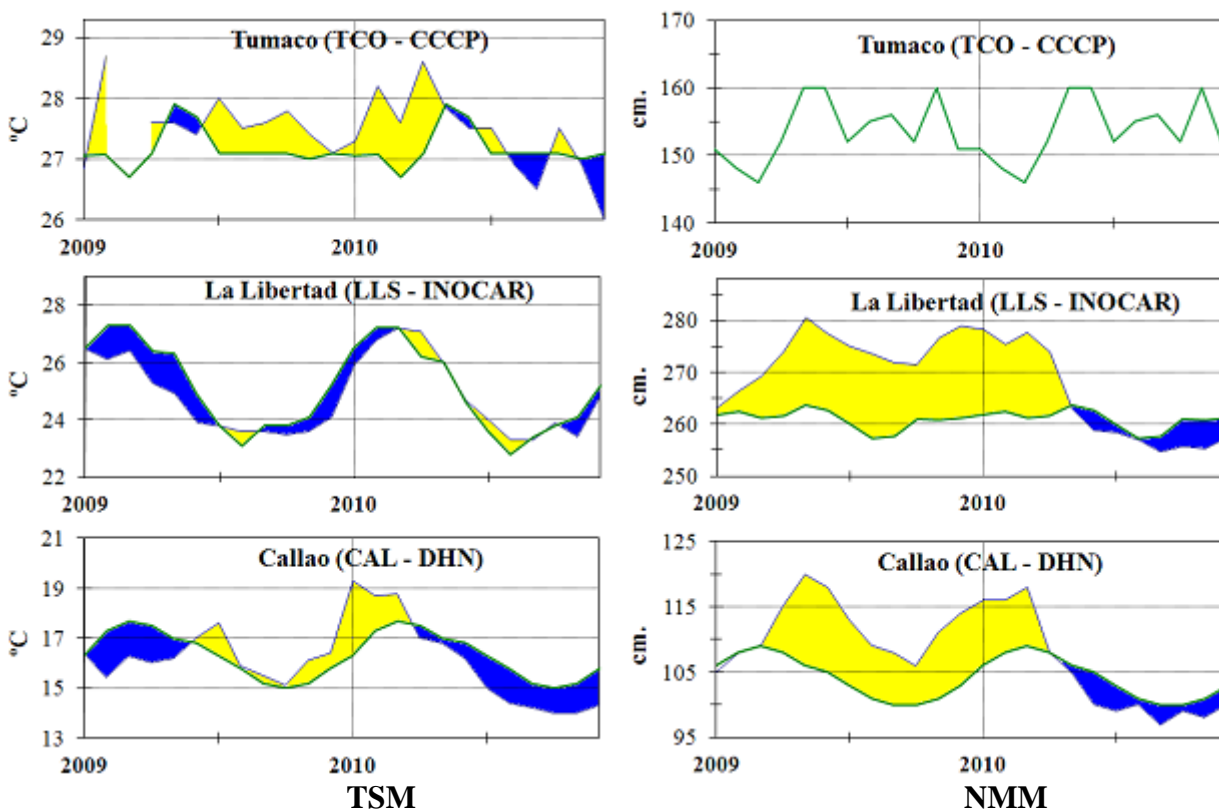 Tumaco (TCO - CCCP)
°C
29
28
27
26
2009
2010
Tumaco (TCO - CCCP)
cm.
170
160
150
140
2009
2010
La Libertad (LLS - INOCAR)
°C
28
26
24
22
2009
2010
La Libertad (LLS - INOCAR)
cm.
280
270
260
250
2009
2010
Callao (CAL - DHN)
°C
21
19
17
15
13
2009
2010
TSM
Callao (CAL - DHN)
cm.
125
115
105
95
2009
2010
NMM